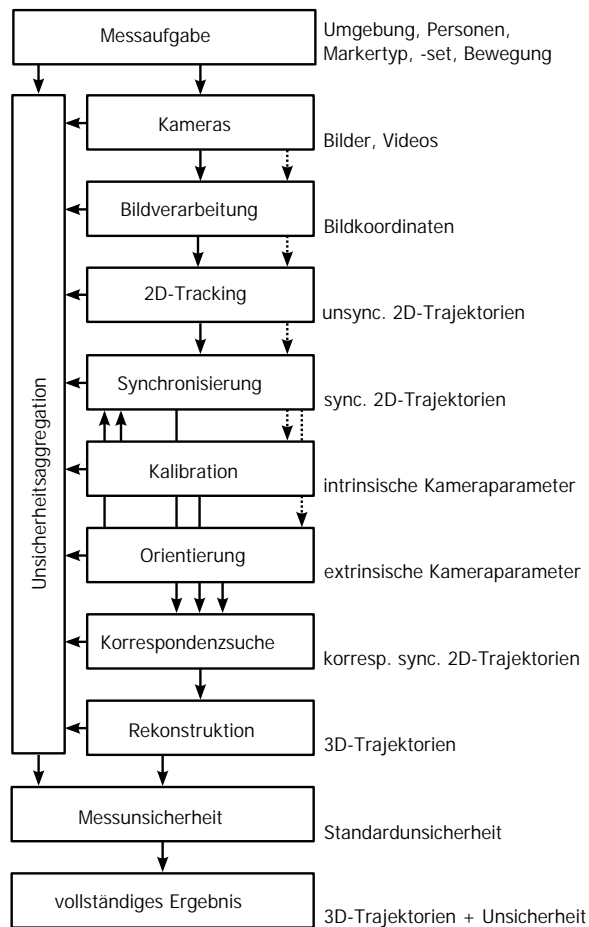 Messaufgabe
Umgebung, Personen,
Markertyp, -set, Bewegung
Unsicherheitsaggregation
Kameras
Bilder, Videos
Bildverarbeitung
Bildkoordinaten
2D-Tracking
unsync. 2D-Trajektorien
Synchronisierung
sync. 2D-Trajektorien
Kalibration
intrinsische Kameraparameter
Orientierung
extrinsische Kameraparameter
Korrespondenzsuche
korresp. sync. 2D-Trajektorien
Rekonstruktion
3D-Trajektorien
Messunsicherheit
Standardunsicherheit
vollständiges Ergebnis
3D-Trajektorien + Unsicherheit